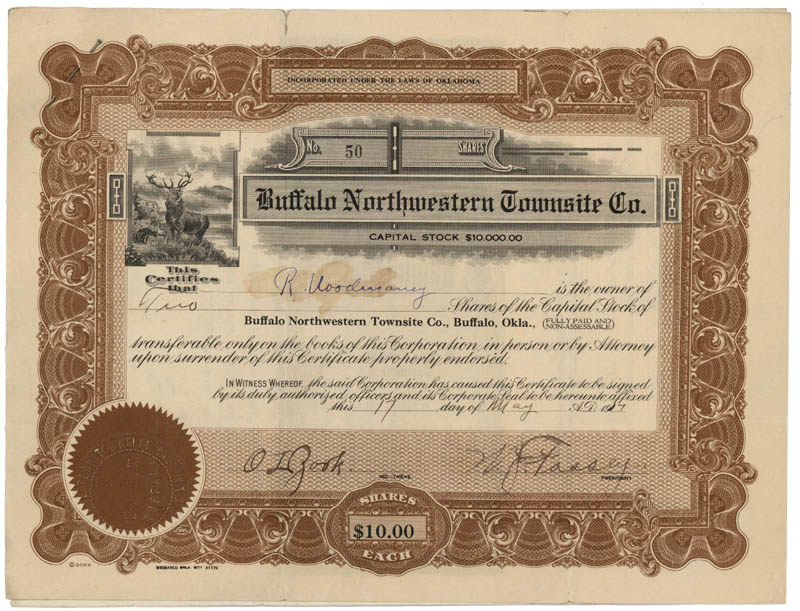 INCORPORATED UNDER THE LAWS OF OKLAHOMA
No. 50 SHARES
Buffalo Northwestern Townsite Co.
CAPITAL STOCK $10.000.00
This
Certifies
that R. Woodmaney is the owner of
Two Shares of the Capital Stock of
Buffalo Northwestern Townsite Co., Buffalo, Okla., (FULLY PAID AND NON-ASSESSABLE)
transferable only on the books of this Corporation in person or by Attorney
upon surrender of this Certificate properly endorsed.
IN WITNESS WHEREOF, the said Corporation has caused this Certificate to be signed
by its duly authorized officers and its Corporate Seal to be hereunto affixed
this 17 day of May A.D. 19
O I Zook
SEC.-TREAS. PRESIDENT
SHARES
$10.00
EACH
© GOES